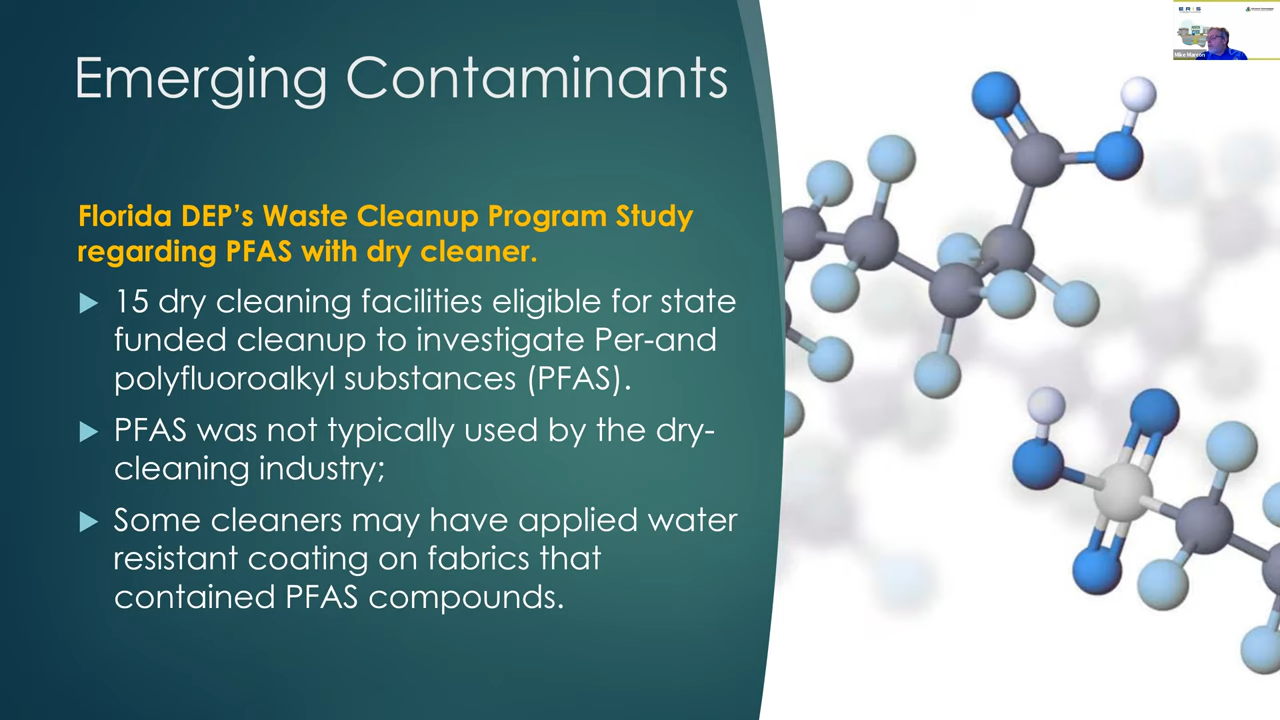 Emerging Contaminants
Florida DEP’s Waste Cleanup Program Study
regarding PFAS with dry cleaner.
15 dry cleaning facilities eligible for state
funded cleanup to investigate Per-and
polyfluoroalkyl substances (PFAS).
PFAS was not typically used by the dry-
cleaning industry;
Some cleaners may have applied water
resistant coating on fabrics that
contained PFAS compounds.
ERIS